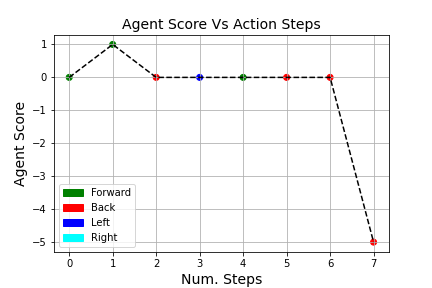 Agent Score Vs Action Steps
1
0
−1
−2
−3
−4
−5
Agent Score
Forward
Back
Left
Right
0 1 2 3 4 5 6 7
Num. Steps